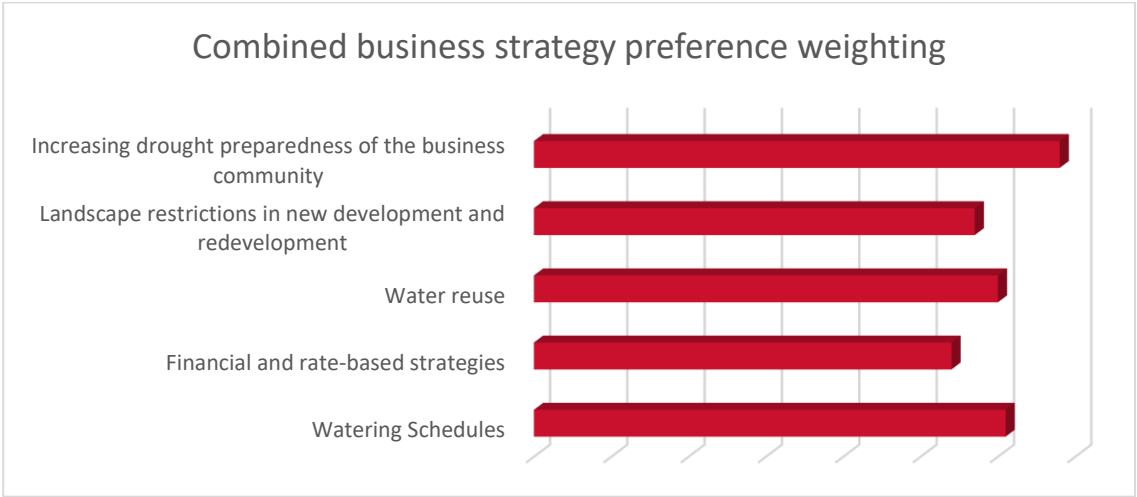 Combined business strategy preference weighting
Increasing drought preparedness of the business
community
Landscape restrictions in new development and
redevelopment
Water reuse
Financial and rate-based strategies
Watering Schedules